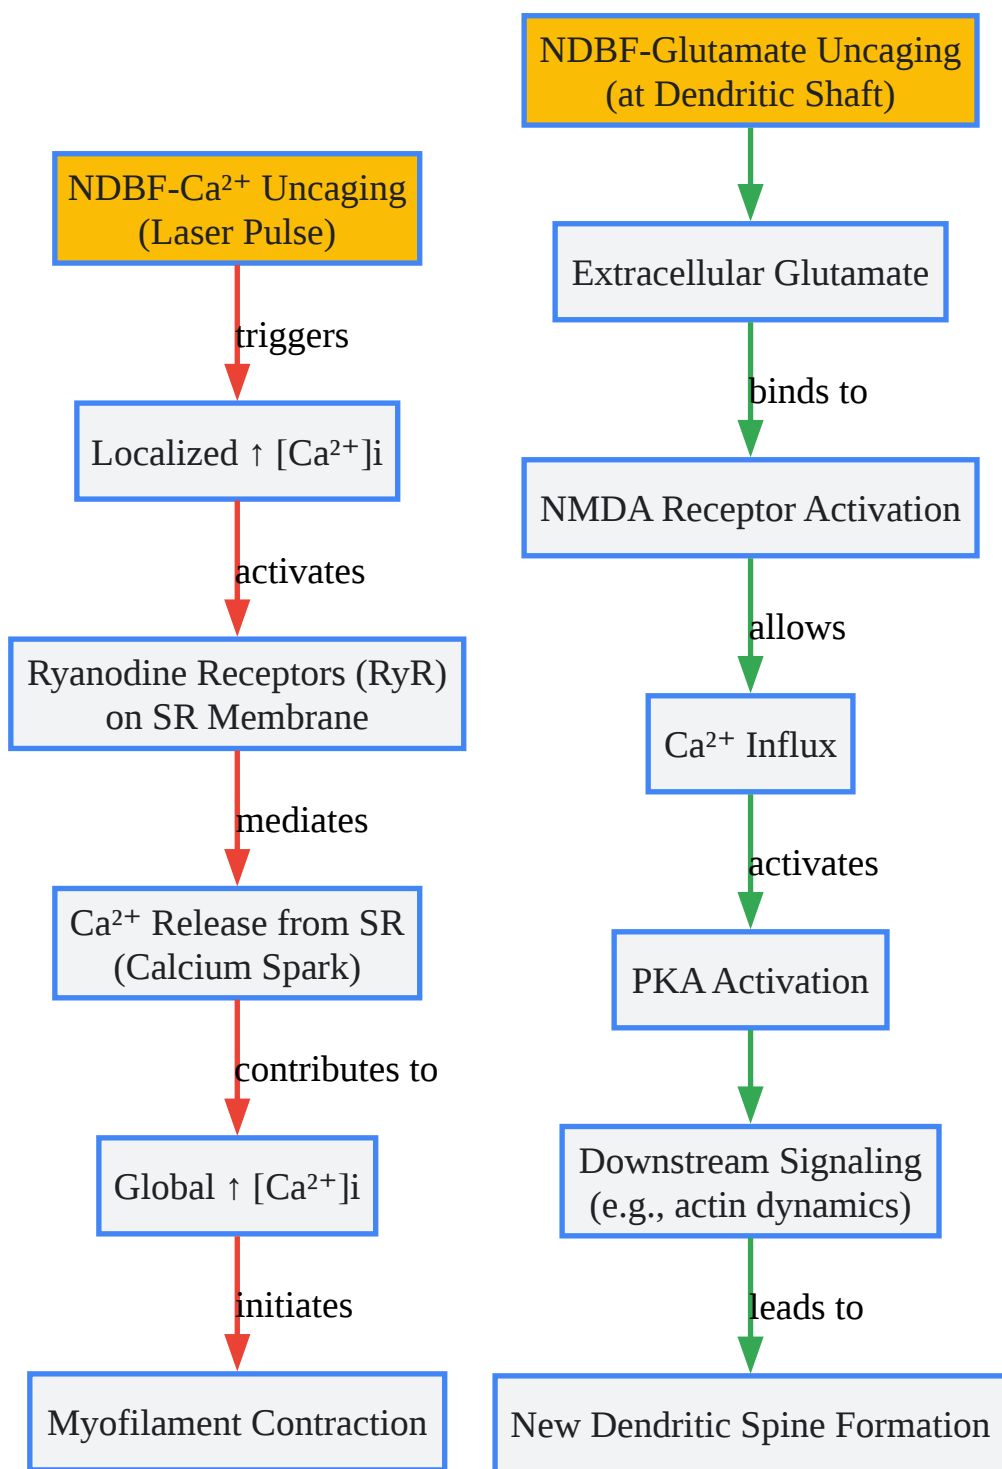 NDBF-Ca²⁺ Uncaging
(Laser Pulse)
triggers
Localized ↑ [Ca²⁺]i
activates
Ryanodine Receptors (RyR)
on SR Membrane
mediates
Ca²⁺ Release from SR
(Calcium Spark)
contributes to
Global ↑ [Ca²⁺]i
initiates
Myofilament Contraction
NDBF-Glutamate Uncaging
(at Dendritic Shaft)
Extracellular Glutamate
binds to
NMDA Receptor Activation
allows
Ca²⁺ Influx
activates
PKA Activation
Downstream Signaling
(e.g., actin dynamics)
leads to
New Dendritic Spine Formation